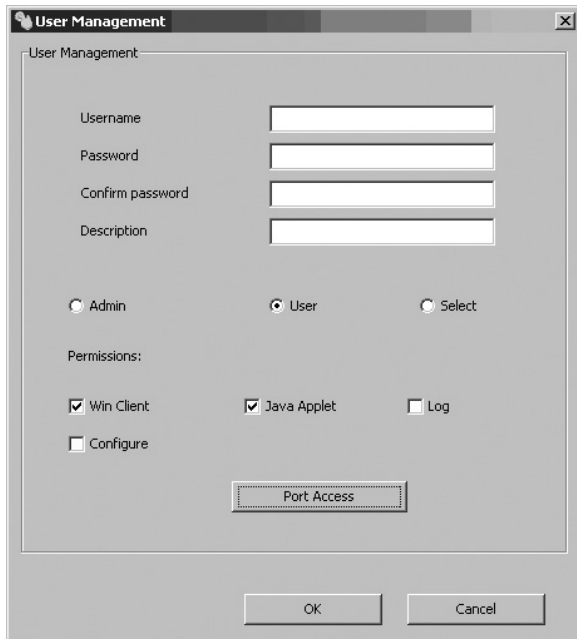 User Management
User Management
Username
Password
Confirm password
Description
Admin User Select
Permissions:
Win Client Java Applet Log
Configure
Port Access
OK Cancel